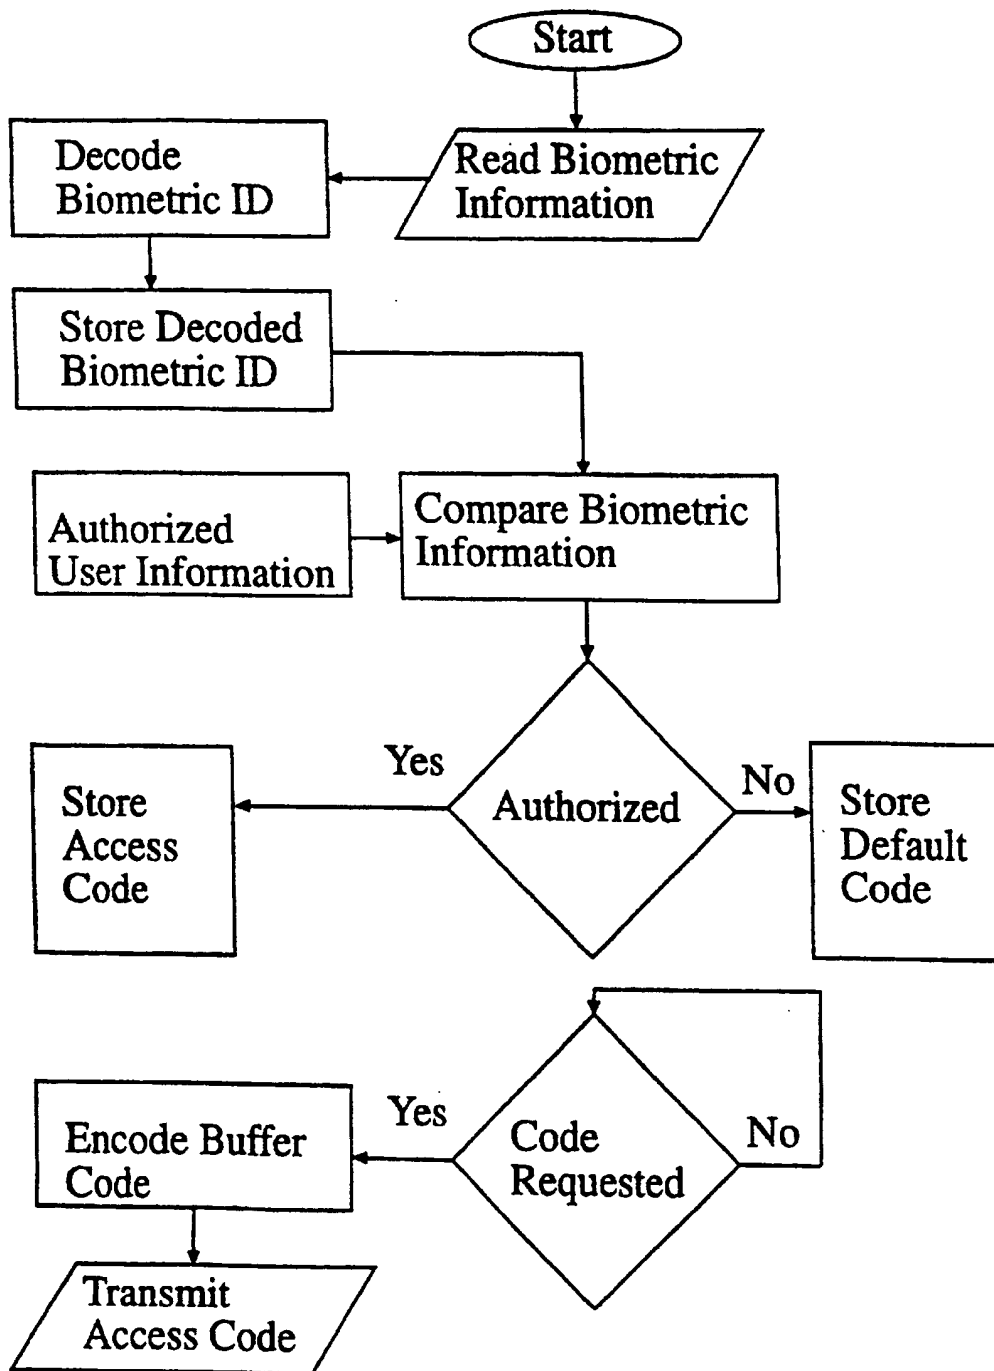 Start
Read Biometric
Information
Decode
Biometric ID
Store Decoded
Biometric ID
Authorized
User Information
Compare Biometric
Information
Authorized
Yes
No
Store
Access
Code
Store
Default
Code
Code
Requested
Yes
No
Encode Buffer
Code
Transmit
Access Code